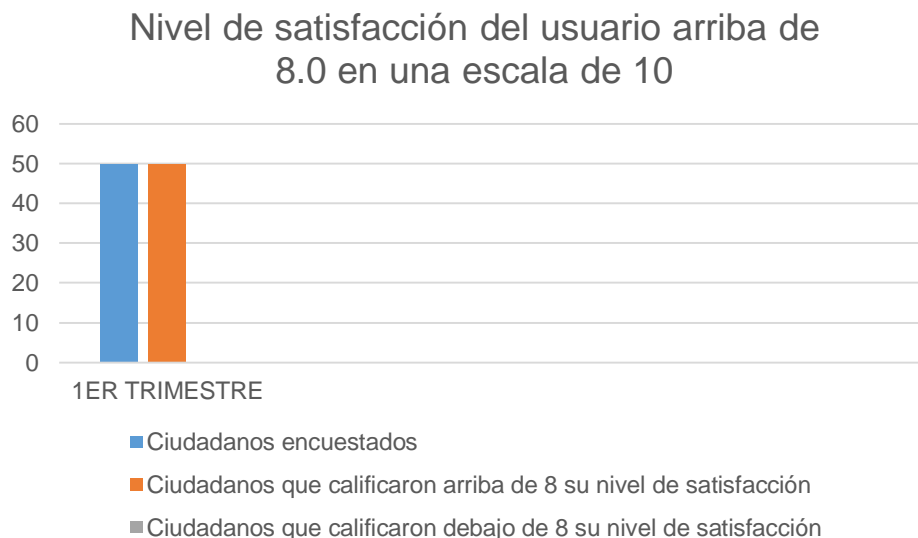 Nivel de satisfacción del usuario arriba de
8.0 en una escala de 10
60
50
40
30
20
10
0
1ER TRIMESTRE
Ciudadanos encuestados
Ciudadanos que calificaron arriba de 8 su nivel de satisfacción
Ciudadanos que calificaron debajo de 8 su nivel de satisfacción